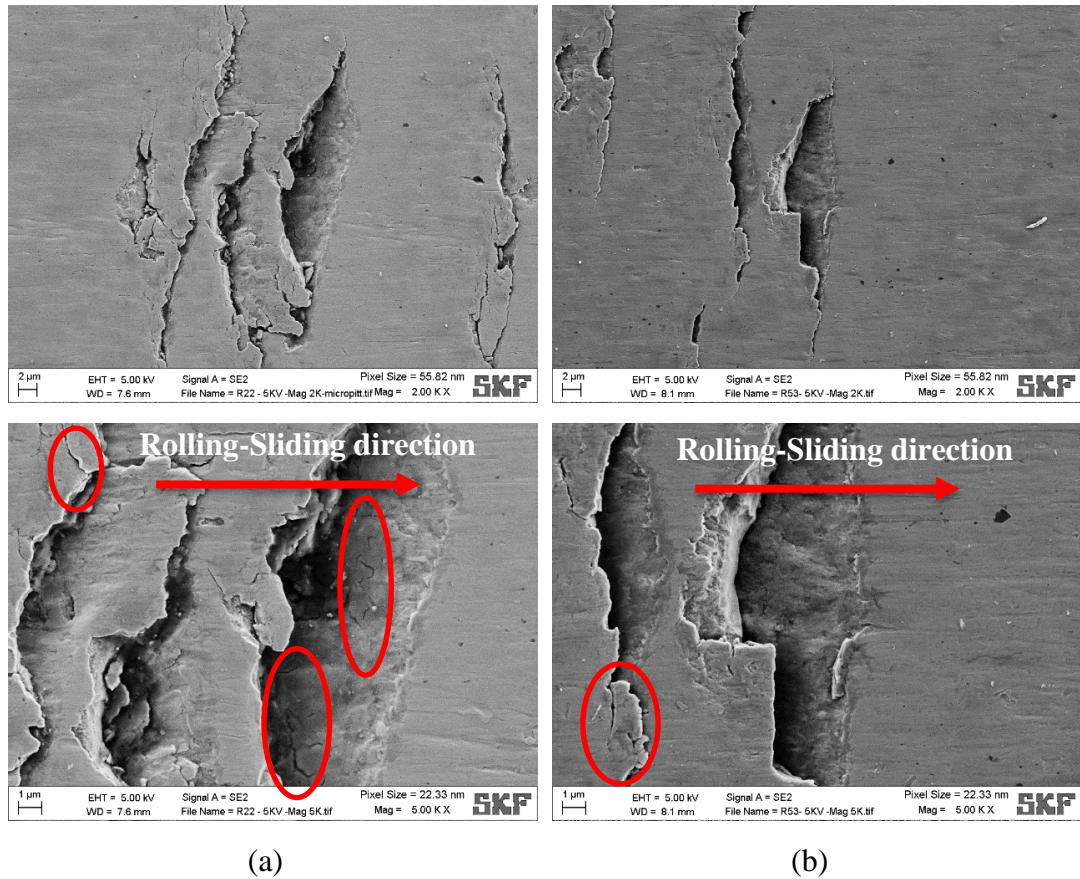 2 µm
EHT = 5.00 kV
Signal A = SE2
Pixel Size = 55.82 nm
WD = 7.6 mm
File Name = R22 - 5KV -Mag 2K-micropitt.tif
Mag = 2.00 K X
SKF
2 µm
EHT = 5.00 kV
Signal A = SE2
Pixel Size = 55.82 nm
WD = 8.1 mm
File Name = R53- 5KV -Mag 2K.tif
Mag = 2.00 K X
SKF
Rolling-Sliding direction
1 µm
EHT = 5.00 kV
Signal A = SE2
Pixel Size = 22.33 nm
WD = 7.6 mm
File Name = R22 - 5KV -Mag 5K.tif
Mag = 5.00 K X
SKF
Rolling-Sliding direction
1 µm
EHT = 5.00 kV
Signal A = SE2
Pixel Size = 22.33 nm
WD = 8.1 mm
File Name = R53- 5KV -Mag 5K.tif
Mag = 5.00 K X
SKF
(a)
(b)